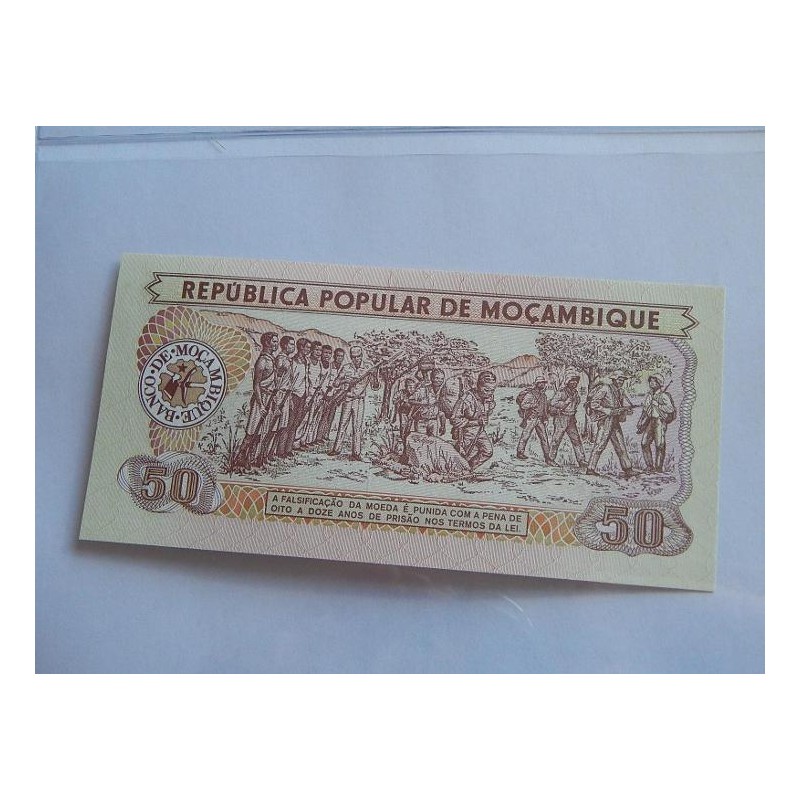 REPÚBLICA POPULAR DE MOÇAMBIQUE
BANCO·DE·MOÇAMBIQUE·
50
A FALSIFICAÇÃO DA MOEDA É PUNIDA COM A PENA DE
OITO A DOZE ANOS DE PRISÃO NOS TERMOS DA LEI.
50